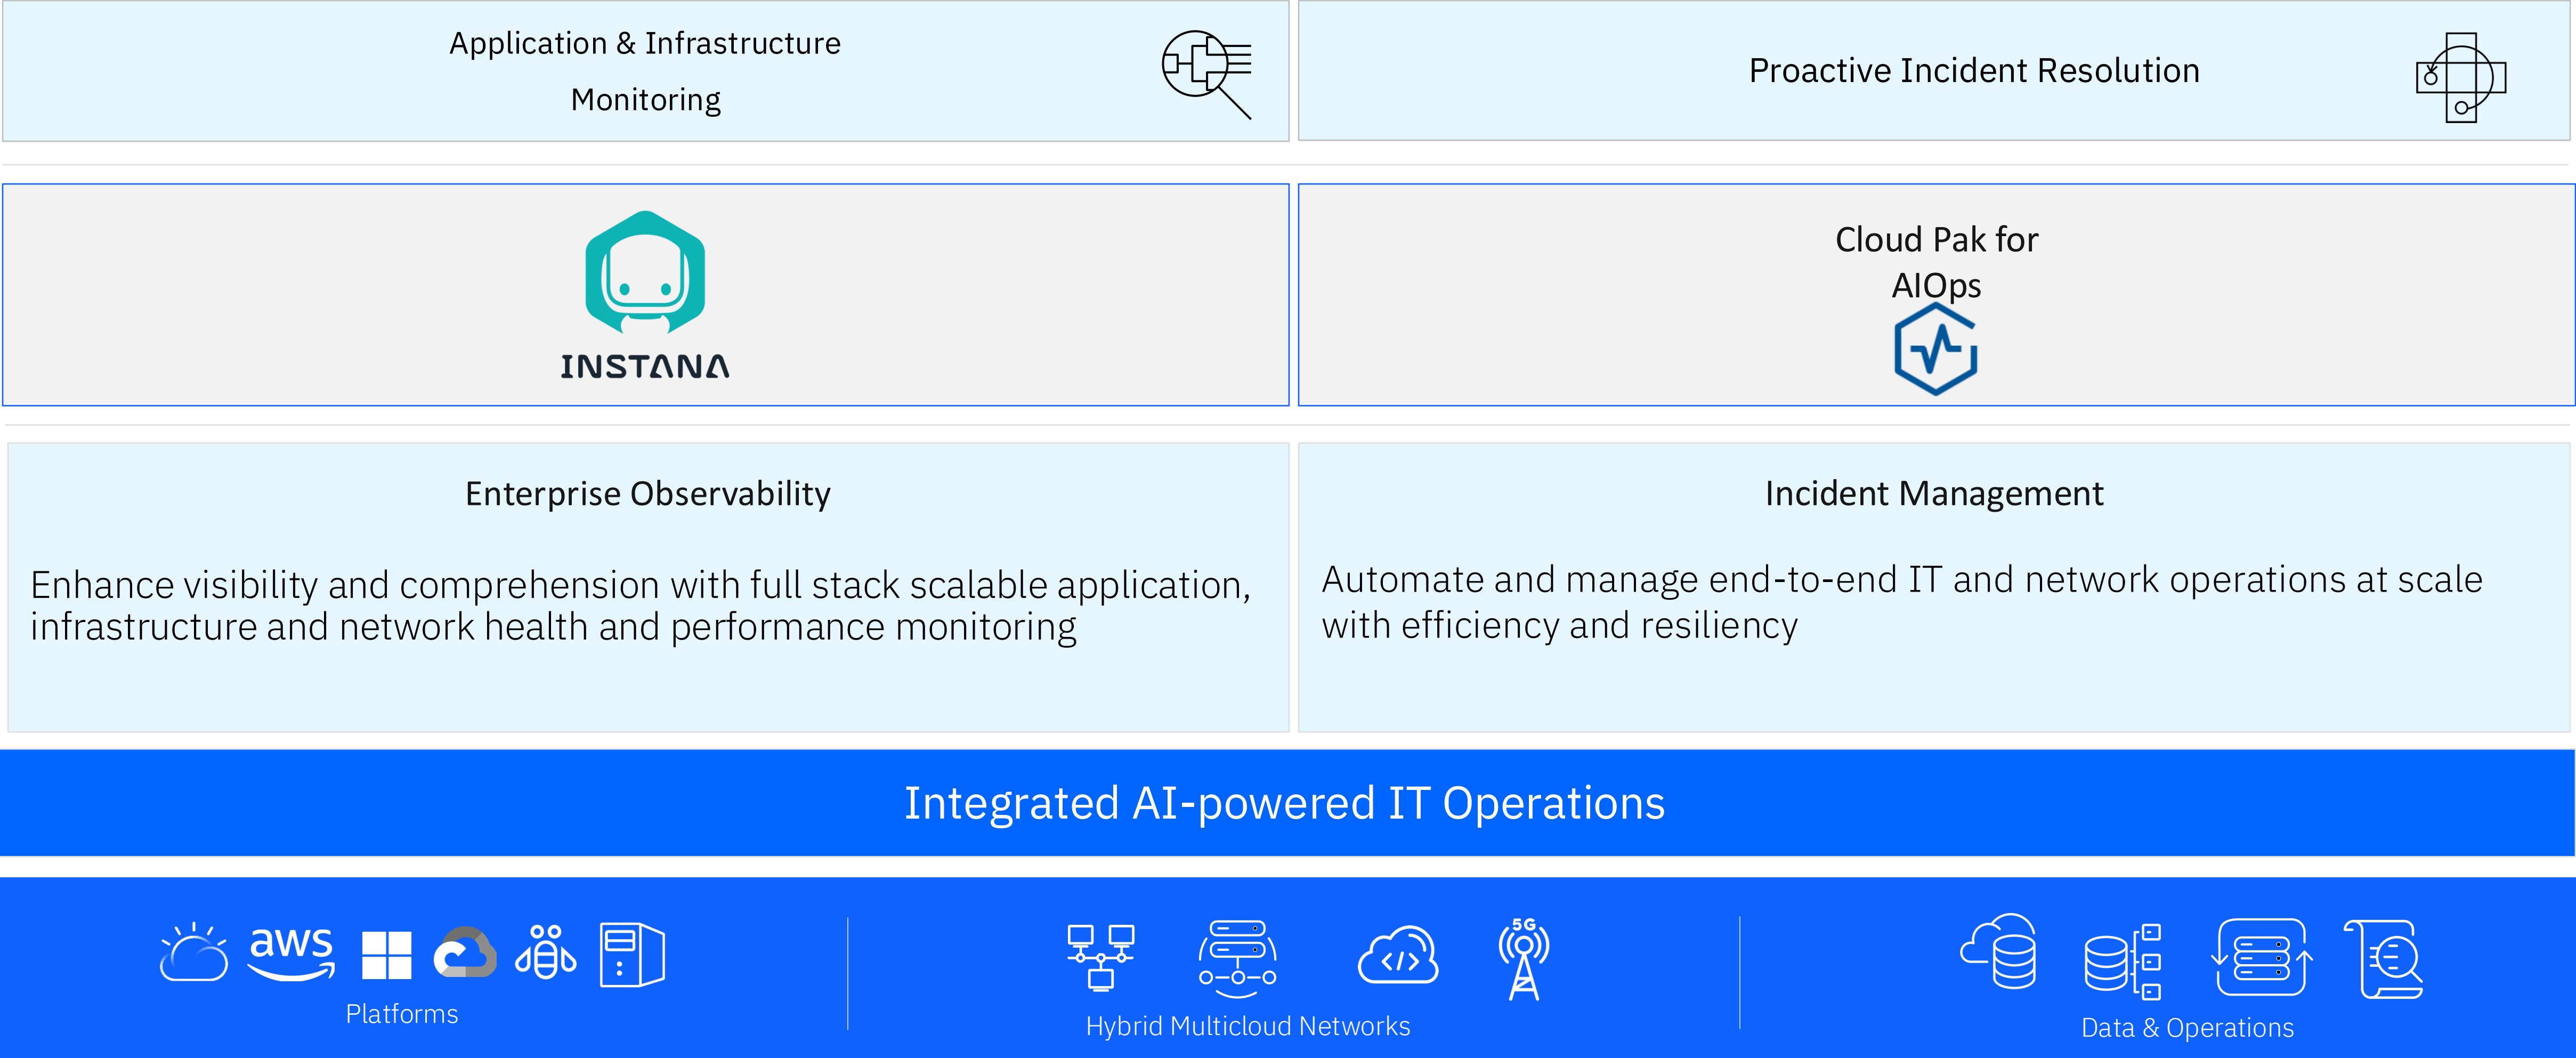 Application & Infrastructure
Monitoring
Proactive Incident Resolution
INSTANA
Cloud Pak for
AIOps
Enterprise Observability
Enhance visibility and comprehension with full stack scalable application,
infrastructure and network health and performance monitoring
Incident Management
Automate and manage end-to-end IT and network operations at scale
with efficiency and resiliency
Integrated AI-powered IT Operations
aws
Platforms
5G
Hybrid Multicloud Networks
Data & Operations